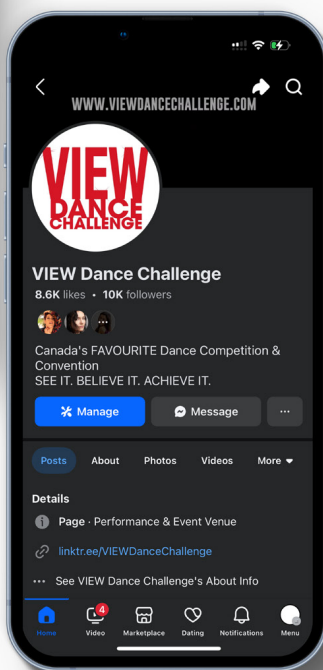 WWW.VIEWDANCECHALLENGE.COM
VIEW
DANCE
CHALLENGE
VIEW Dance Challenge
8.6K likes • 10K followers
Canada's FAVOURITE Dance Competition &
Convention
SEE IT. BELIEVE IT. ACHIEVE IT.
Manage
Message
Posts About Photos Videos More
Details
Page · Performance & Event Venue
linktr.ee/VIEWDanceChallenge
See VIEW Dance Challenge's About Info
4
Home Video Marketplace Dating Notifications Menu